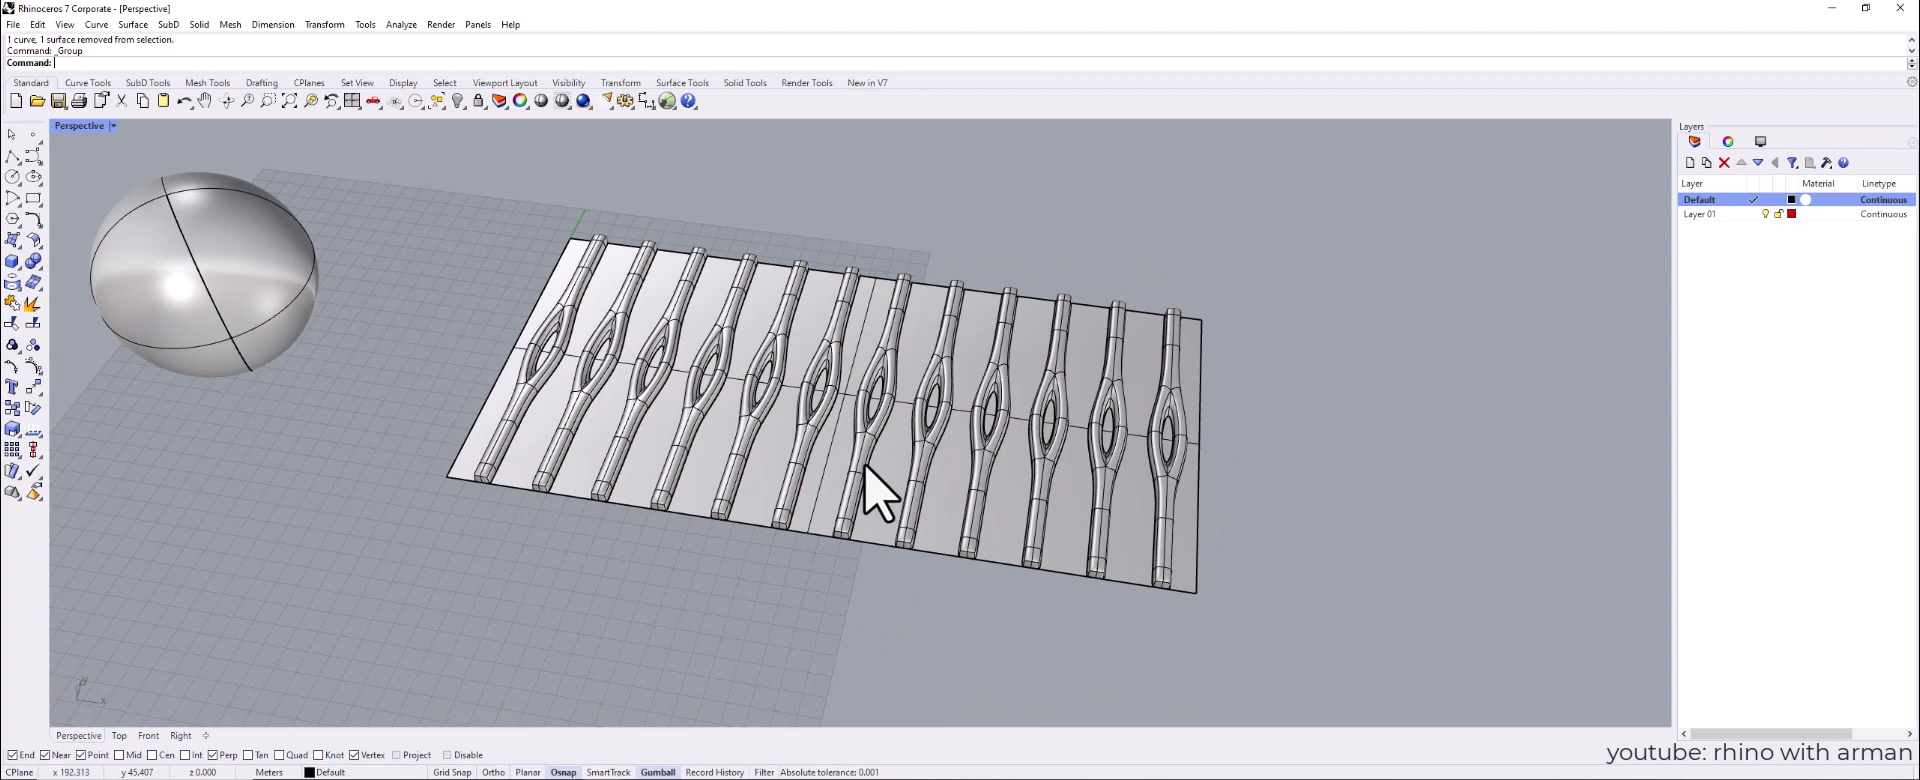 Rhinoceros 7 Corporate - [Perspective]
File Edit View Curve Surface SubD Solid Mesh Dimension Transform Tools Analyze Render Panels Help
1 curve, 1 surface removed from selection.
Command: _Group
Command:
Standard Curve Tools SubD Tools Mesh Tools Drafting CPlanes Set View Display Select Viewport Layout Visibility Transform Surface Tools Solid Tools Render Tools New in V7
Perspective
Layers
Layer Material Linetype
Default Continuous
Layer 01 Continuous
x
Perspective Top Front Right
End Near Point Mid Cen Int Perp Tan Quad Knot Vertex Project Disable
youtube: rhino with arman
CPlane x 192.313 y 45.407 z 0.000 Meters Default Grid Snap Ortho Planar Osnap SmartTrack Gumball Record History Filter Absolute tolerance: 0.001